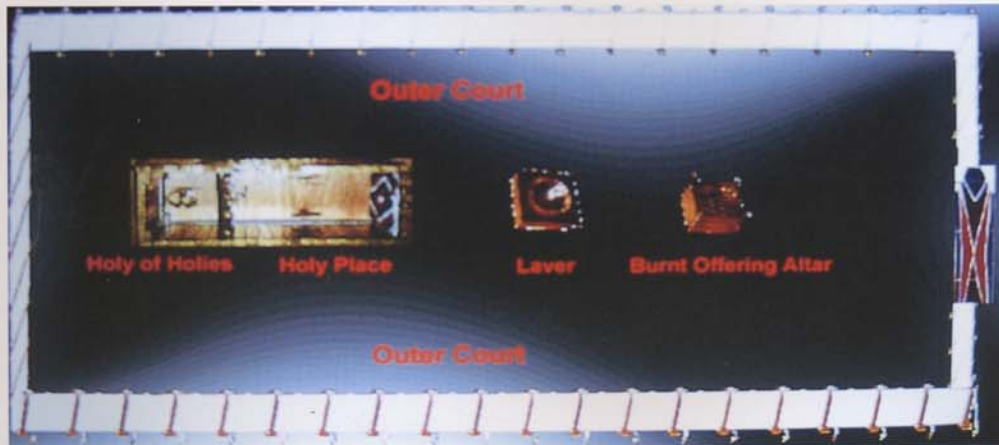 Outer Court
Holy of Holies
Holy Place
Laver
Burnt Offering Altar
Outer Court